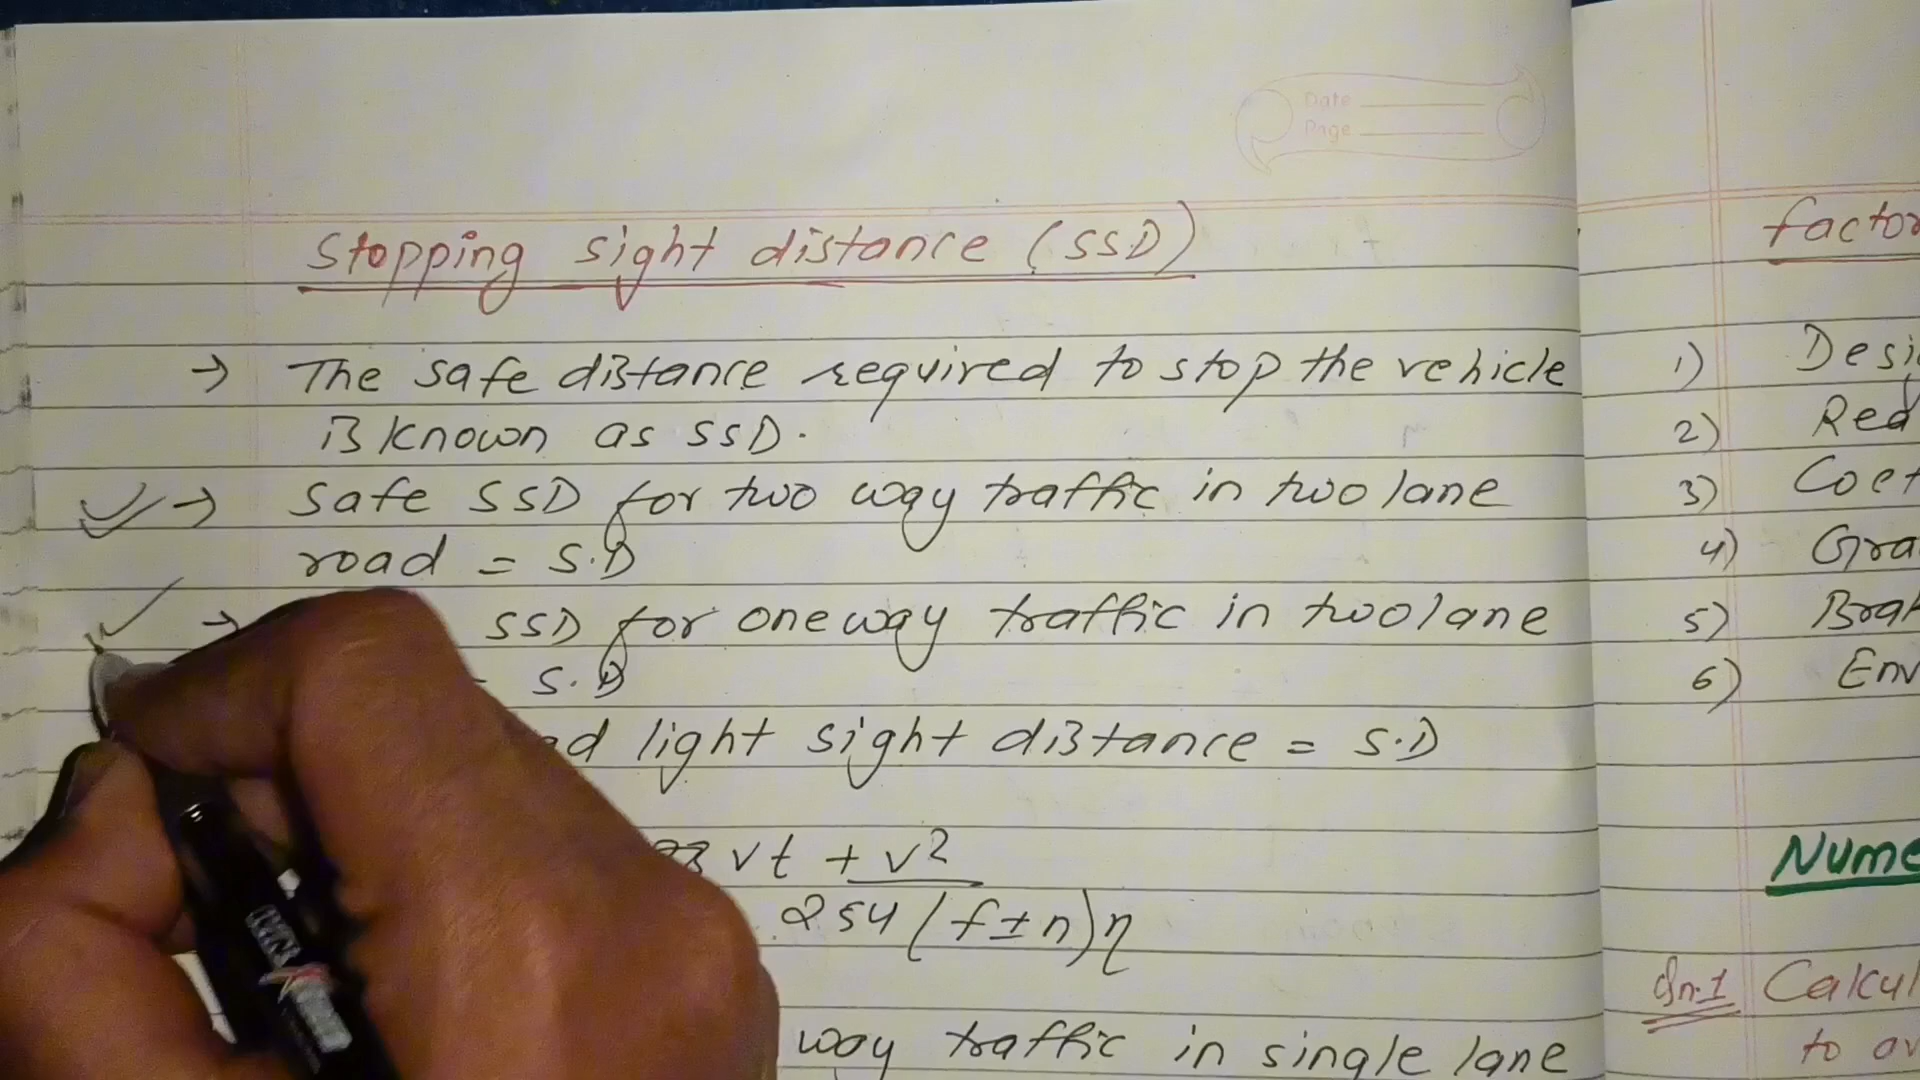 Date
Page
Stopping sight distance (SSD)
→ The safe distance required to stop the vehicle
is known as SSD.
→ Safe SSD for two way traffic in two lane
road = S.D
→ SSD for one way traffic in two lane
S.D
light sight distance = S.D
vt + v²
254 (f±n)η
way traffic in single lane
factor
1) Desi
2) Red
3) Coef
4) Gra
5) Brak
6) Env
Nume
Qn.1 Calcul
to av